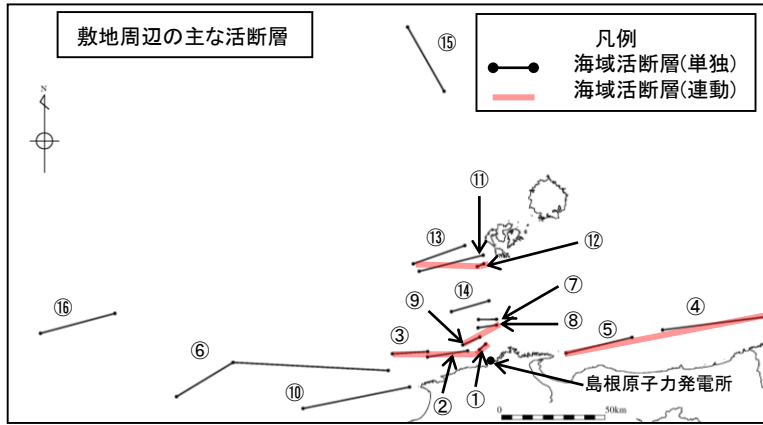 敷地周辺の主な活断層
凡例
海域活断層(単独)
海域活断層(連動)
N
⑮
⑪
⑬
⑫
⑭
⑦
⑨
⑧
④
⑯
③
⑤
⑥
⑩
②
①
島根原子力発電所
0
50km